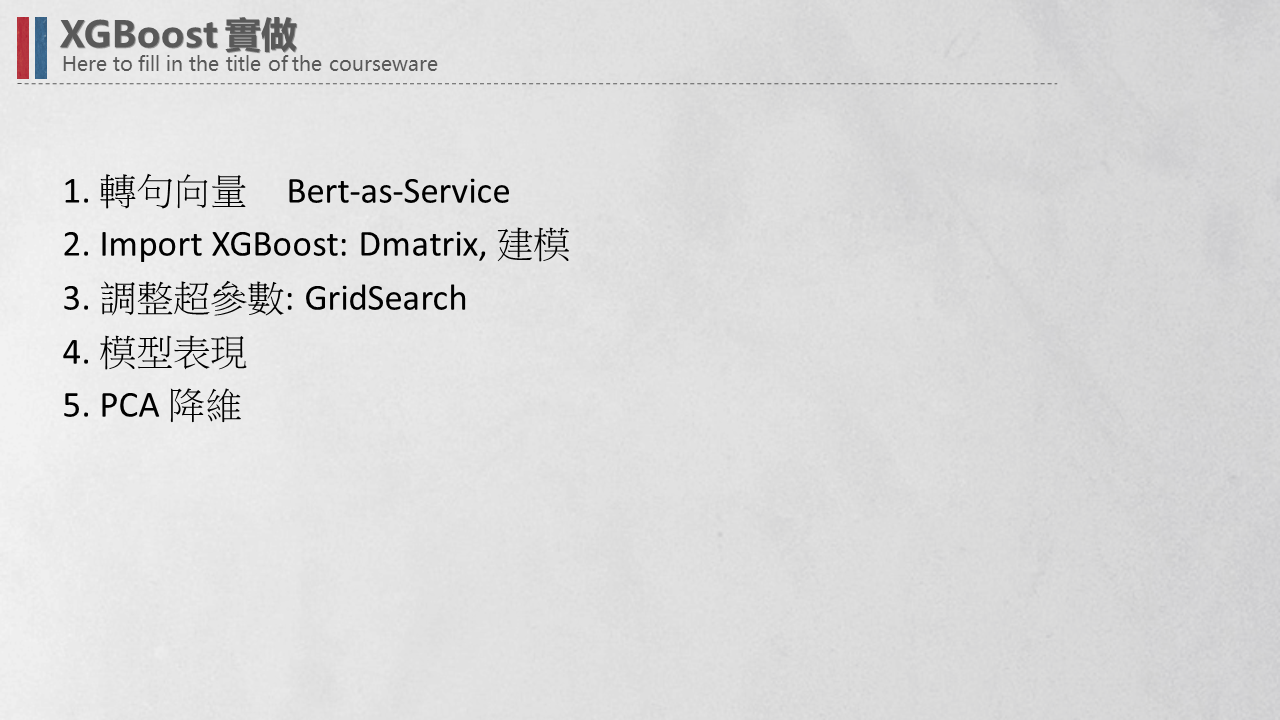 XGBoost 實做
Here to fill in the title of the courseware
1. 轉句向量 Bert-as-Service
2. Import XGBoost: Dmatrix, 建模
3. 調整超參數: GridSearch
4. 模型表現
5. PCA 降維